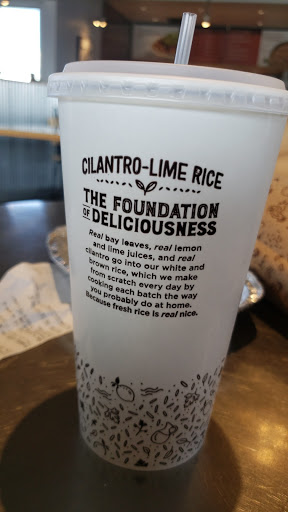 CILANTRO-LIME RICE
THE FOUNDATION
OF DELICIOUSNESS
Real bay leaves, real lemon
and lime juices, and real
cilantro go into our white and
brown rice, which we make
from scratch every day by
cooking each batch the way
you probably do at home.
Because fresh rice is real nice.